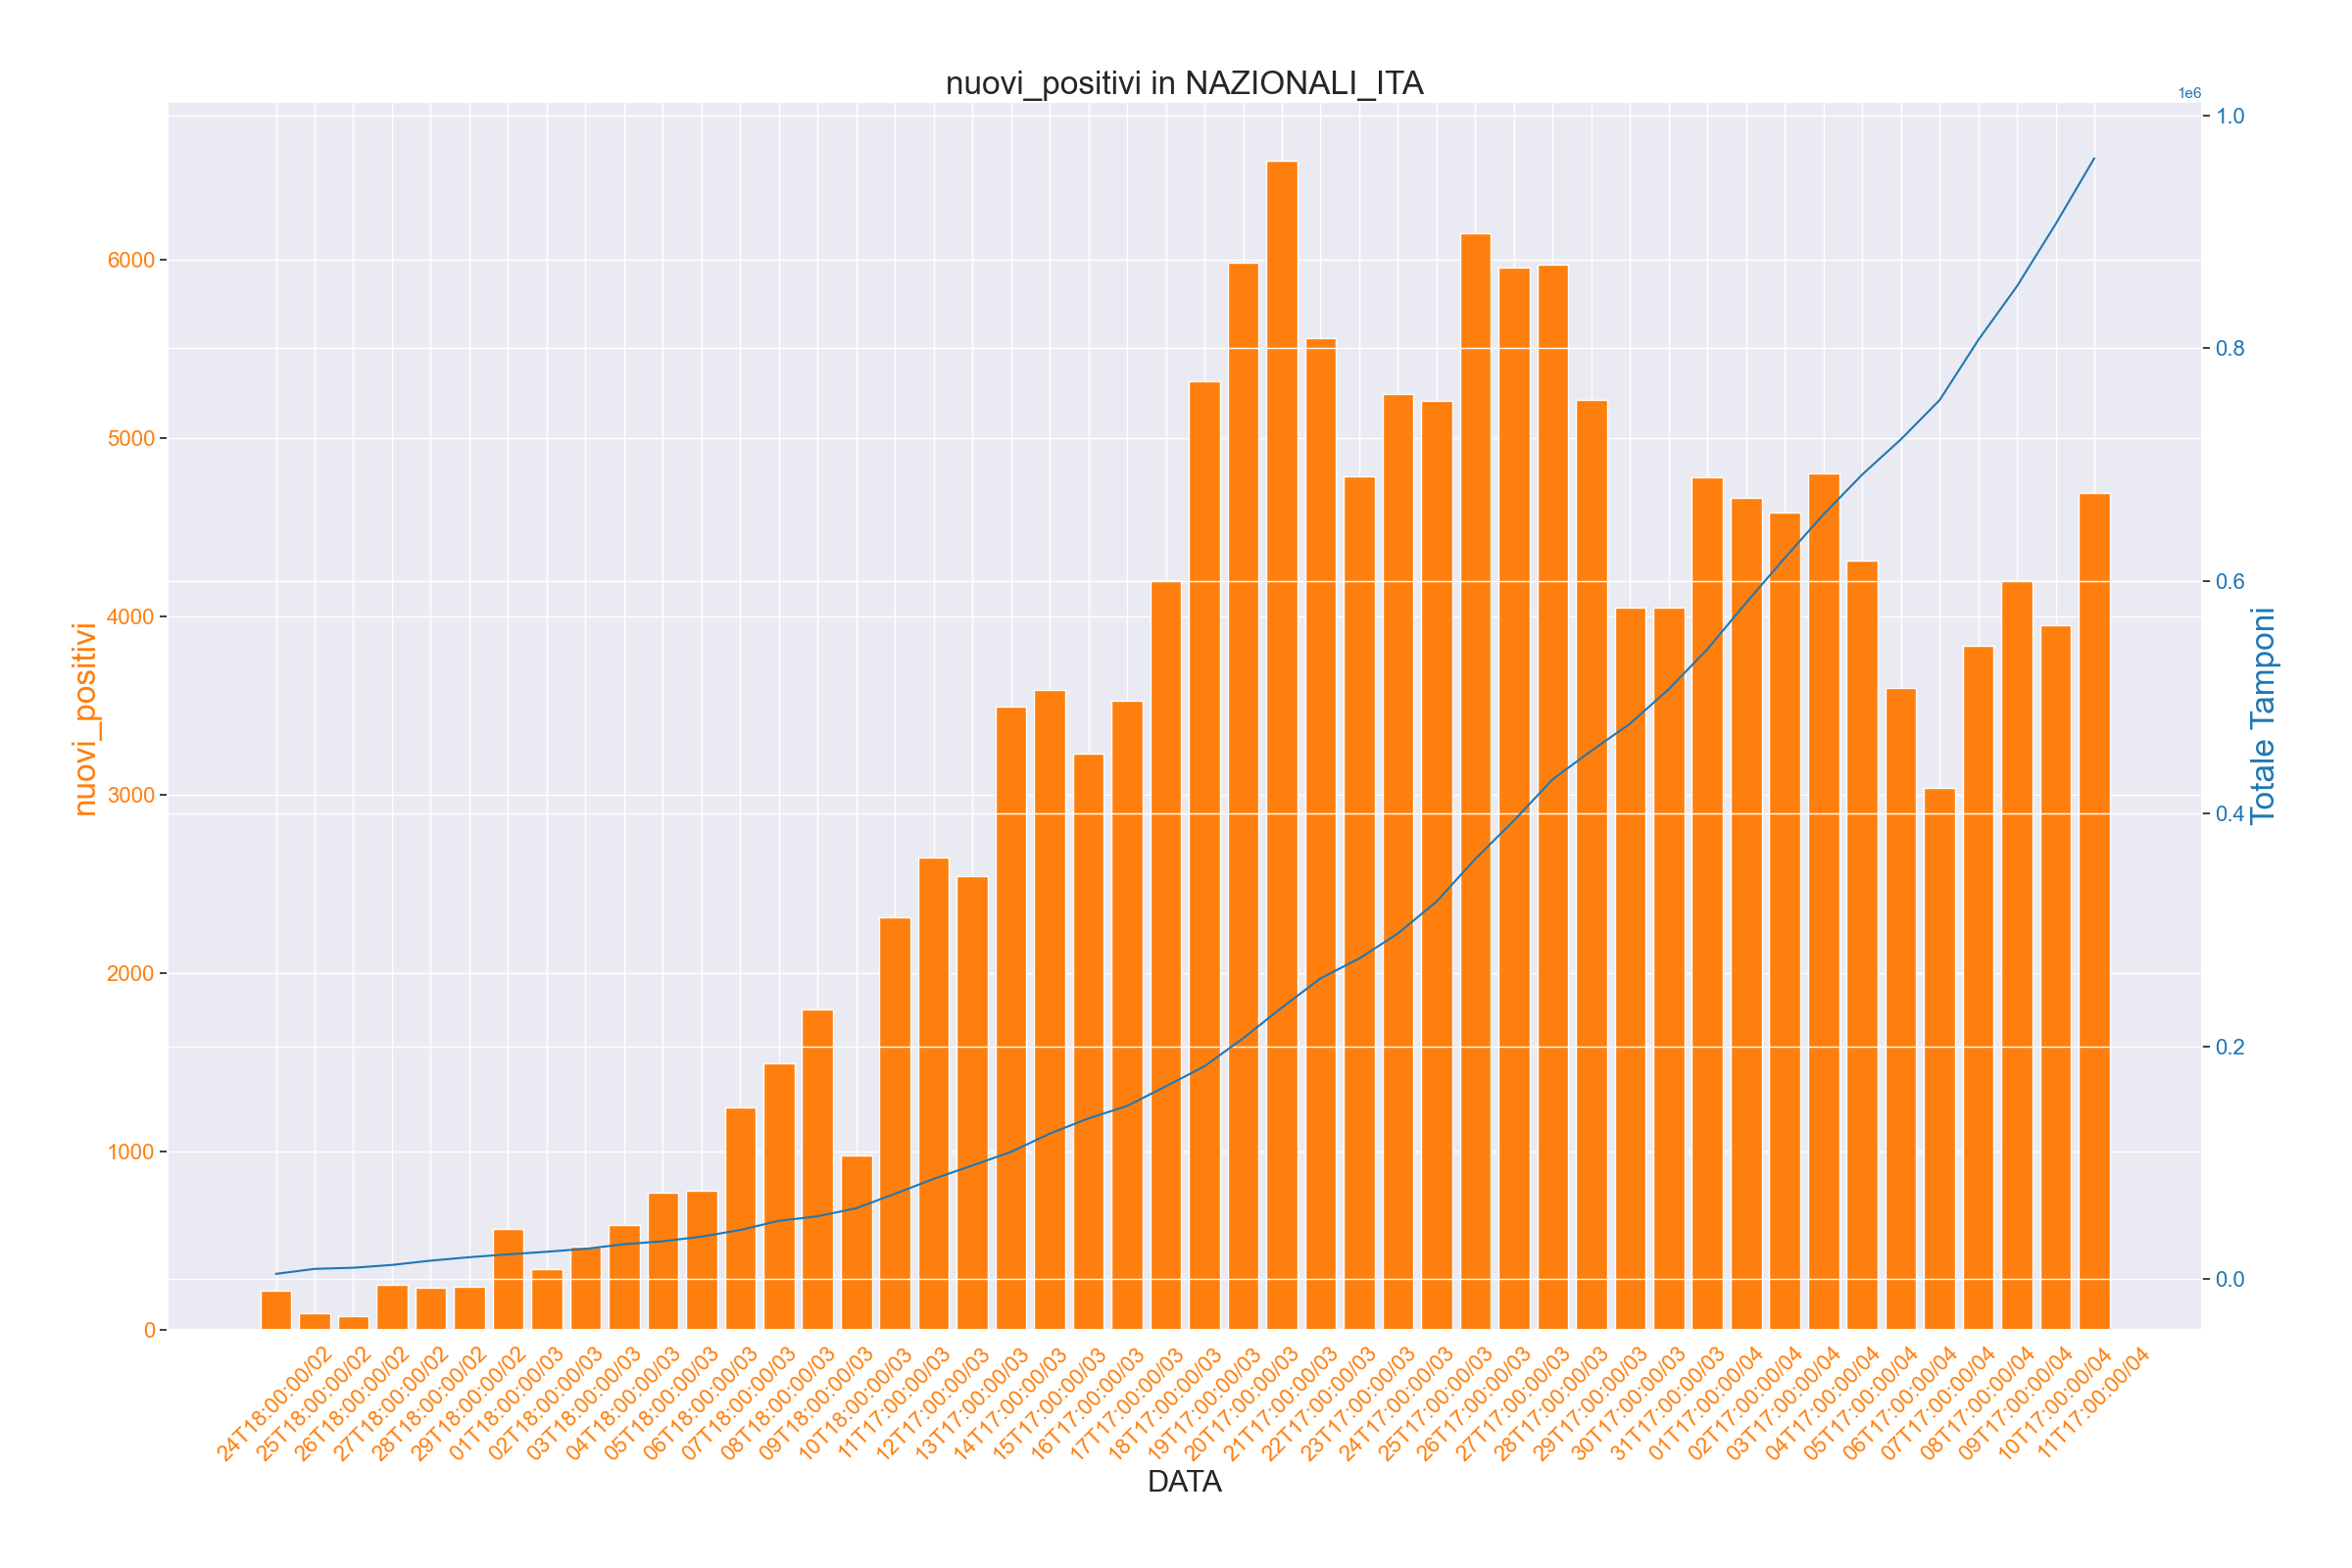 nuovi_positivi in NAZIONALI_ITA
1e6
6000
5000
4000
3000
2000
1000
0
nuovi_positivi
1.0
0.8
0.6
0.4
0.2
0.0
Totale Tamponi
24T18:00:00/02
25T18:00:00/02
26T18:00:00/02
27T18:00:00/02
28T18:00:00/02
29T18:00:00/02
01T18:00:00/03
02T18:00:00/03
03T18:00:00/03
04T18:00:00/03
05T18:00:00/03
06T18:00:00/03
07T18:00:00/03
08T18:00:00/03
09T18:00:00/03
10T18:00:00/03
11T17:00:00/03
12T17:00:00/03
13T17:00:00/03
14T17:00:00/03
15T17:00:00/03
16T17:00:00/03
17T17:00:00/03
18T17:00:00/03
19T17:00:00/03
20T17:00:00/03
21T17:00:00/03
22T17:00:00/03
23T17:00:00/03
24T17:00:00/03
25T17:00:00/03
26T17:00:00/03
27T17:00:00/03
28T17:00:00/03
29T17:00:00/03
30T17:00:00/03
31T17:00:00/03
01T17:00:00/04
02T17:00:00/04
03T17:00:00/04
04T17:00:00/04
05T17:00:00/04
06T17:00:00/04
07T17:00:00/04
08T17:00:00/04
09T17:00:00/04
10T17:00:00/04
11T17:00:00/04
DATA